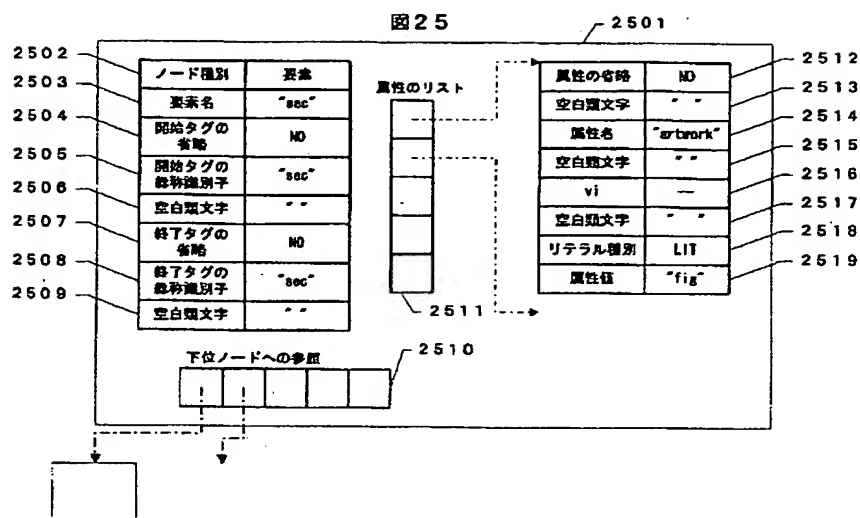 図25
2501
2502 ノード種別 要素
2503 要素名 "sec"
2504 開始タグの省略 NO
2505 開始タグの総称識別子 "sec"
2506 空白類文字 " "
2507 終了タグの省略 NO
2508 終了タグの総称識別子 "sec"
2509 空白類文字 " "
属性のリスト
2511
属性の省略 NO 2512
空白類文字 " " 2513
属性名 "artwork" 2514
空白類文字 " " 2515
vi — 2516
空白類文字 " " 2517
リテラル種別 LIT 2518
属性値 "fig" 2519
下位ノードへの参照
2510